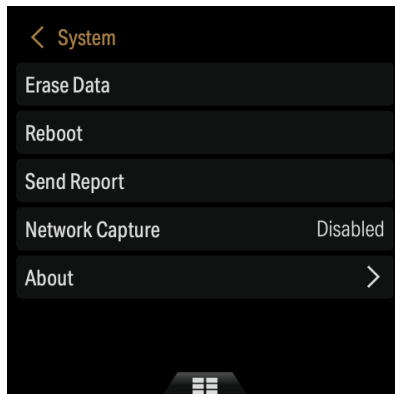 System
Erase Data
Reboot
Send Report
Network Capture Disabled
About